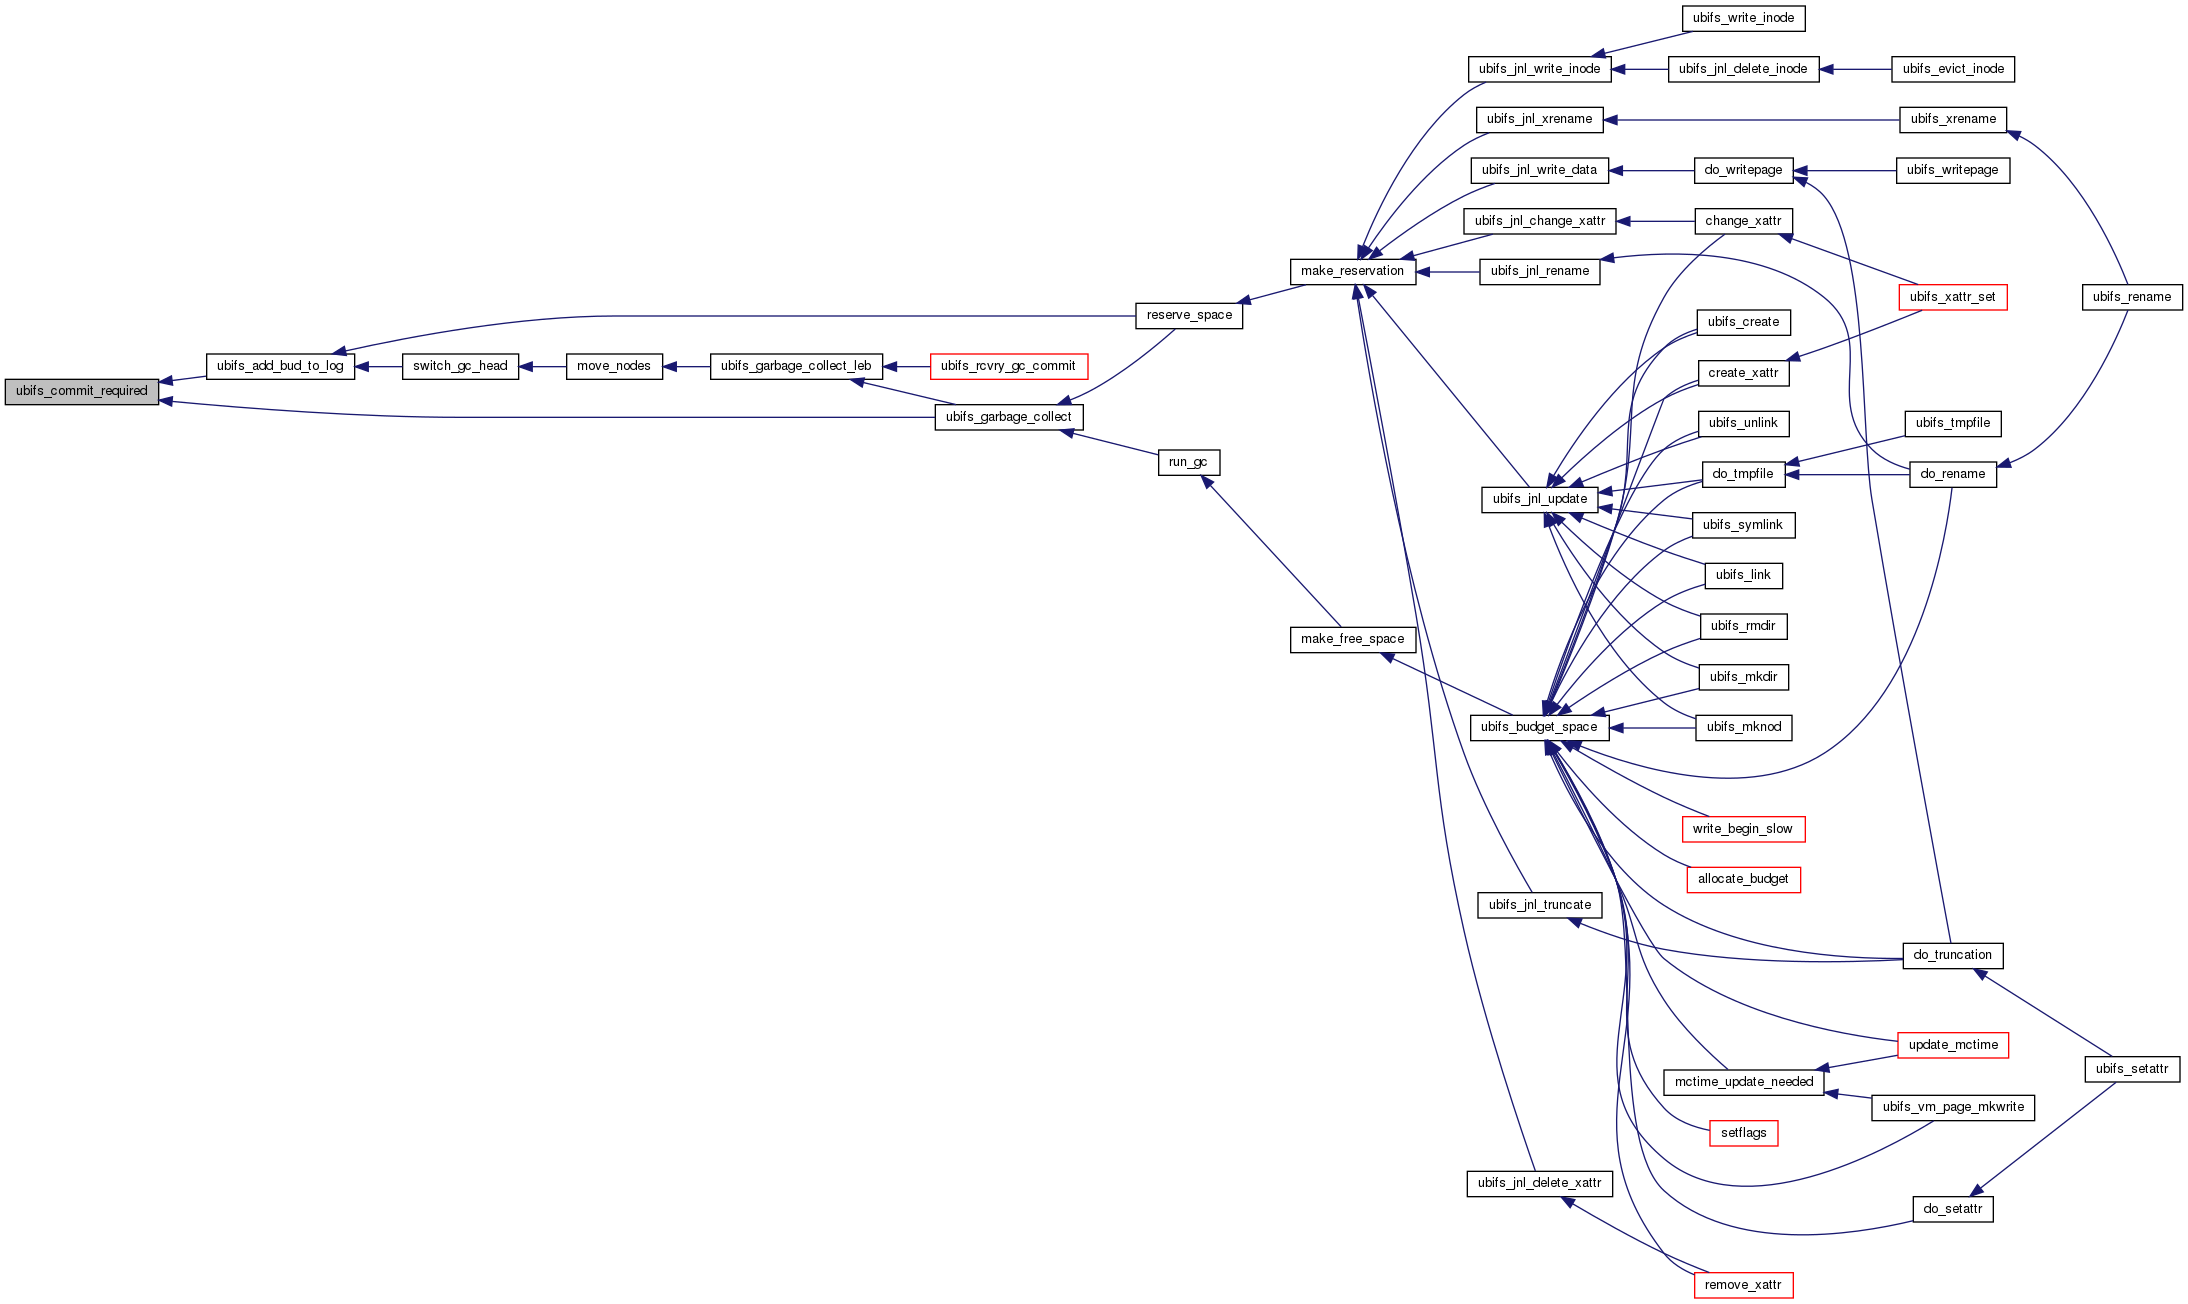 ubifs_write_inode
ubifs_jnl_write_inode
ubifs_jnl_delete_inode
ubifs_evict_inode
ubifs_jnl_xrename
ubifs_xrename
ubifs_jnl_write_data
do_writepage
ubifs_writepage
ubifs_jnl_change_xattr
change_xattr
make_reservation
ubifs_jnl_rename
ubifs_xattr_set
ubifs_rename
reserve_space
ubifs_create
ubifs_add_bud_to_log
switch_gc_head
move_nodes
ubifs_garbage_collect_leb
ubifs_rcvry_gc_commit
create_xattr
ubifs_commit_required
ubifs_garbage_collect
ubifs_unlink
ubifs_tmpfile
run_gc
do_tmpfile
do_rename
ubifs_jnl_update
ubifs_symlink
ubifs_link
ubifs_rmdir
make_free_space
ubifs_mkdir
ubifs_budget_space
ubifs_mknod
write_begin_slow
allocate_budget
ubifs_jnl_truncate
do_truncation
update_mctime
ubifs_setattr
mctime_update_needed
ubifs_vm_page_mkwrite
setflags
ubifs_jnl_delete_xattr
do_setattr
remove_xattr